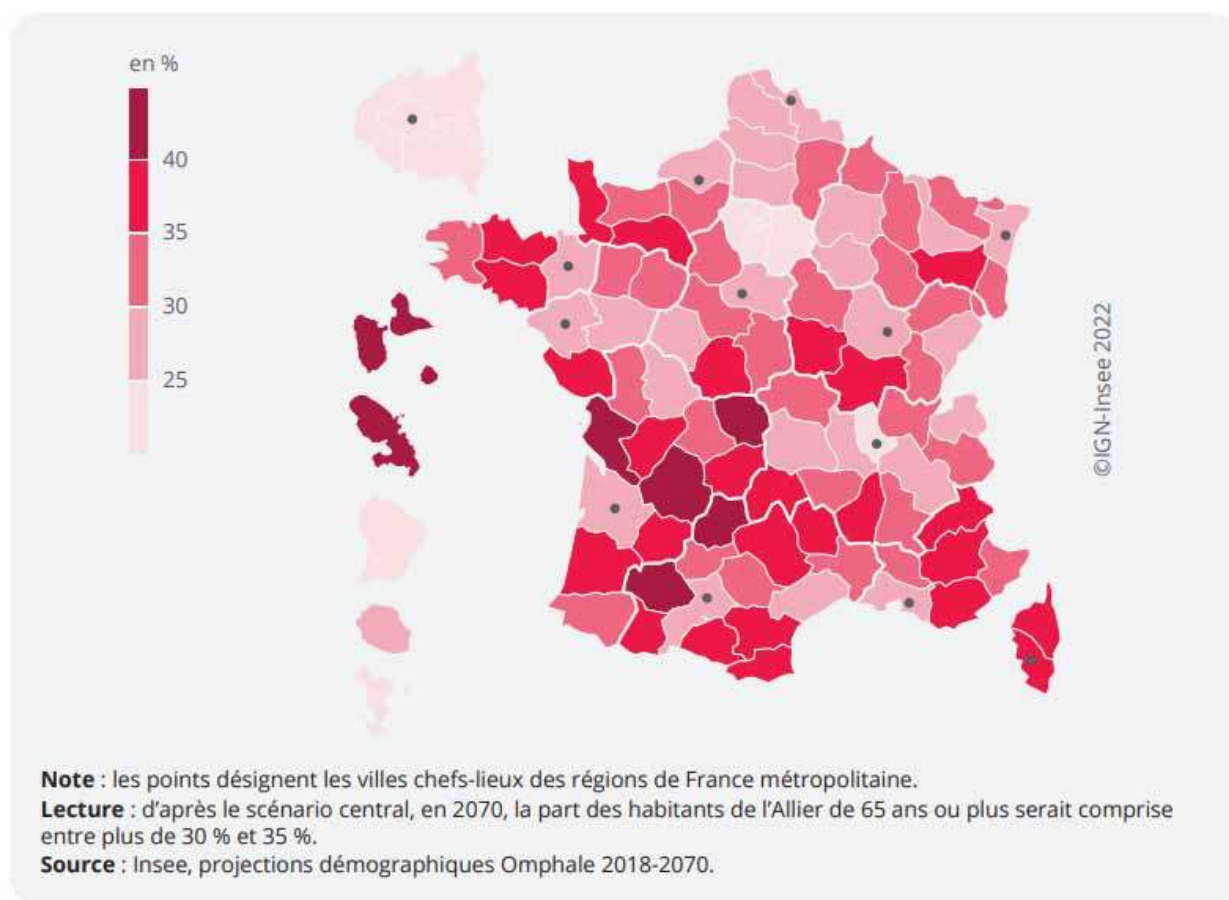 en %
40
35
30
25
©IGN-Insee 2022
Note : les points désignent les villes chefs-lieux des régions de France métropolitaine.
Lecture : d’après le scénario central, en 2070, la part des habitants de l’Allier de 65 ans ou plus serait comprise
entre plus de 30 % et 35 %.
Source : Insee, projections démographiques Omphale 2018-2070.